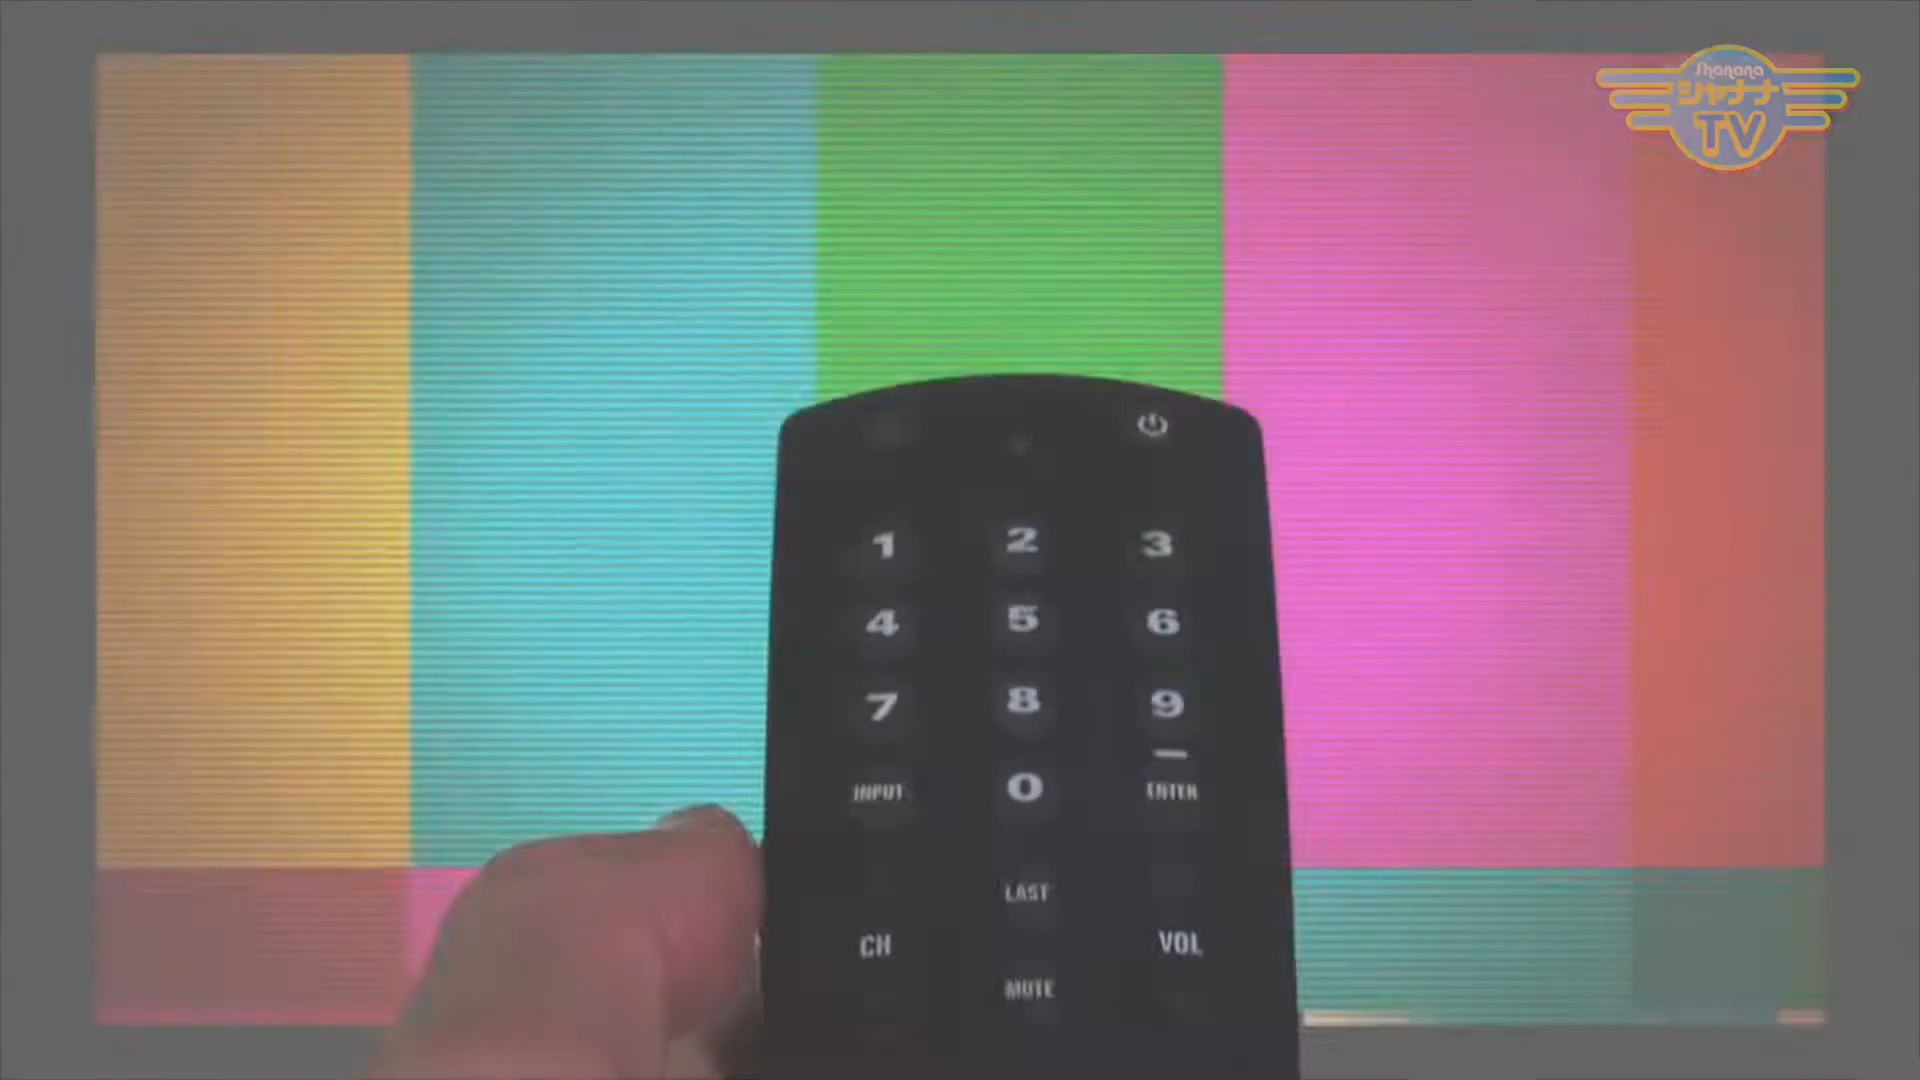 Shanana
シャナナ
TV
1 2 3
4 5 6
7 8 9
INPUT 0 ENTER
LAST
CH VOL
MUTE